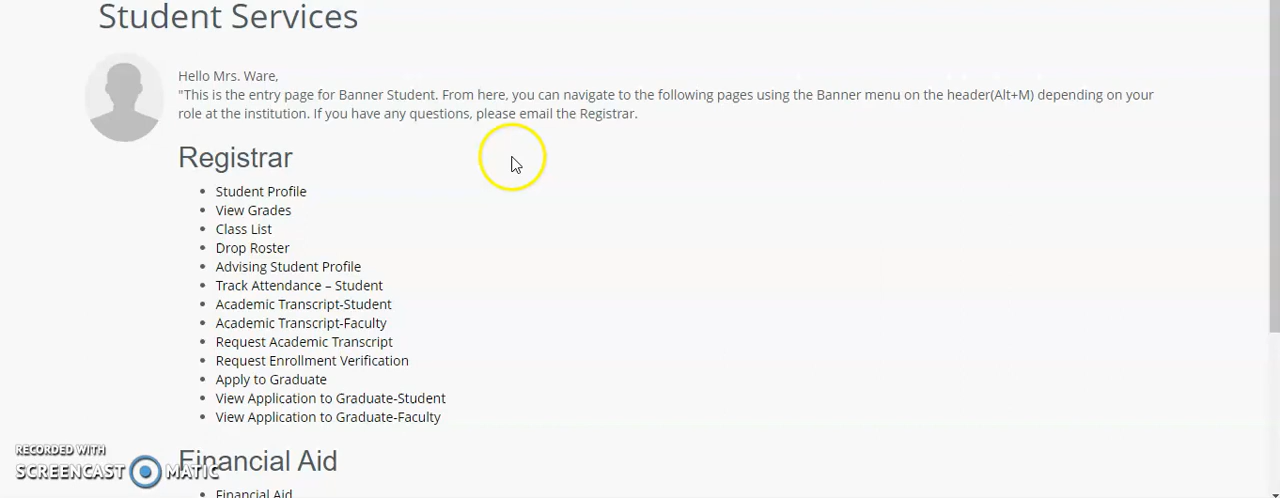 Student Services
Hello Mrs. Ware,
"This is the entry page for Banner Student. From here, you can navigate to the following pages using the Banner menu on the header(Alt+M) depending on your
role at the institution. If you have any questions, please email the Registrar.
Registrar
Student Profile
View Grades
Class List
Drop Roster
Advising Student Profile
Track Attendance – Student
Academic Transcript-Student
Academic Transcript-Faculty
Request Academic Transcript
Request Enrollment Verification
Apply to Graduate
View Application to Graduate-Student
View Application to Graduate-Faculty
Financial Aid
Financial Aid
RECORDED WITH
SCREENCAST MATIC